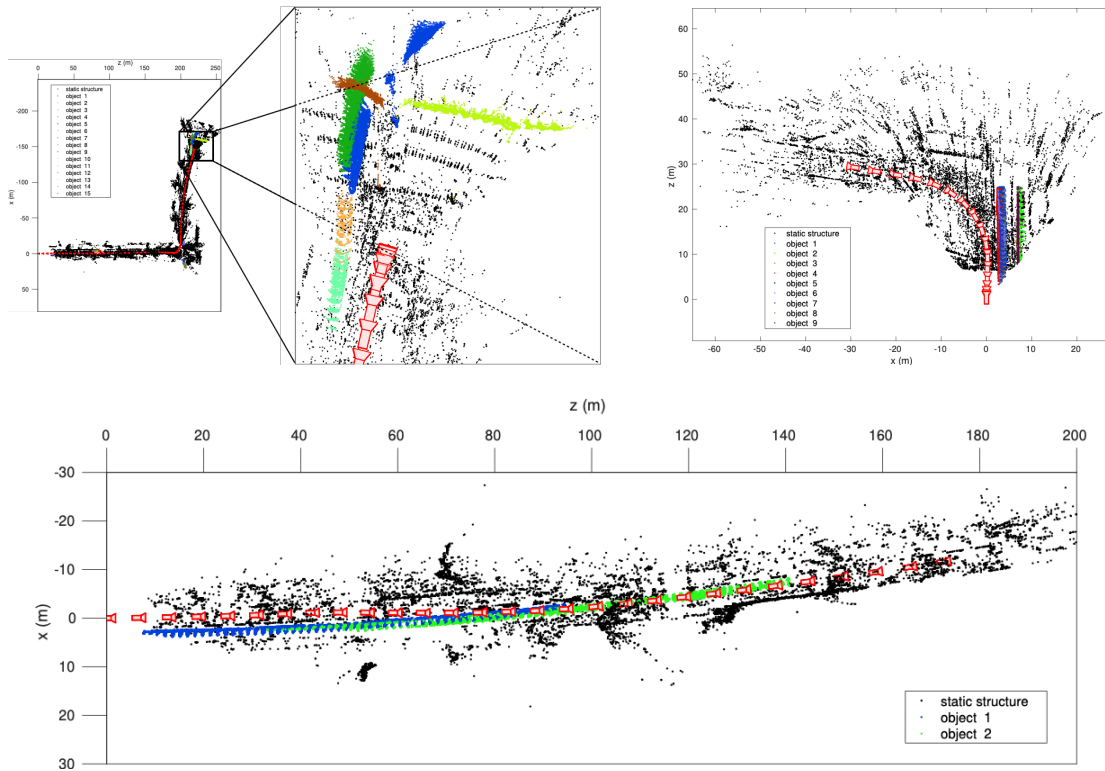 z (m)
0 50 100 150 200 250
-200
-150
-100
-50
0
50
x (m)
static structure
object 1
object 2
object 3
object 4
object 5
object 6
object 7
object 8
object 9
object 10
object 11
object 12
object 13
object 14
object 15
60
50
40
30
20
10
0
z (m)
static structure
object 1
object 2
object 3
object 4
object 5
object 6
object 7
object 8
object 9
-60 -50 -40 -30 -20 -10 0 10 20
x (m)
z (m)
0 20 40 60 80 100 120 140 160 180 200
-30
-20
-10
0
10
20
30
x (m)
static structure
object 1
object 2